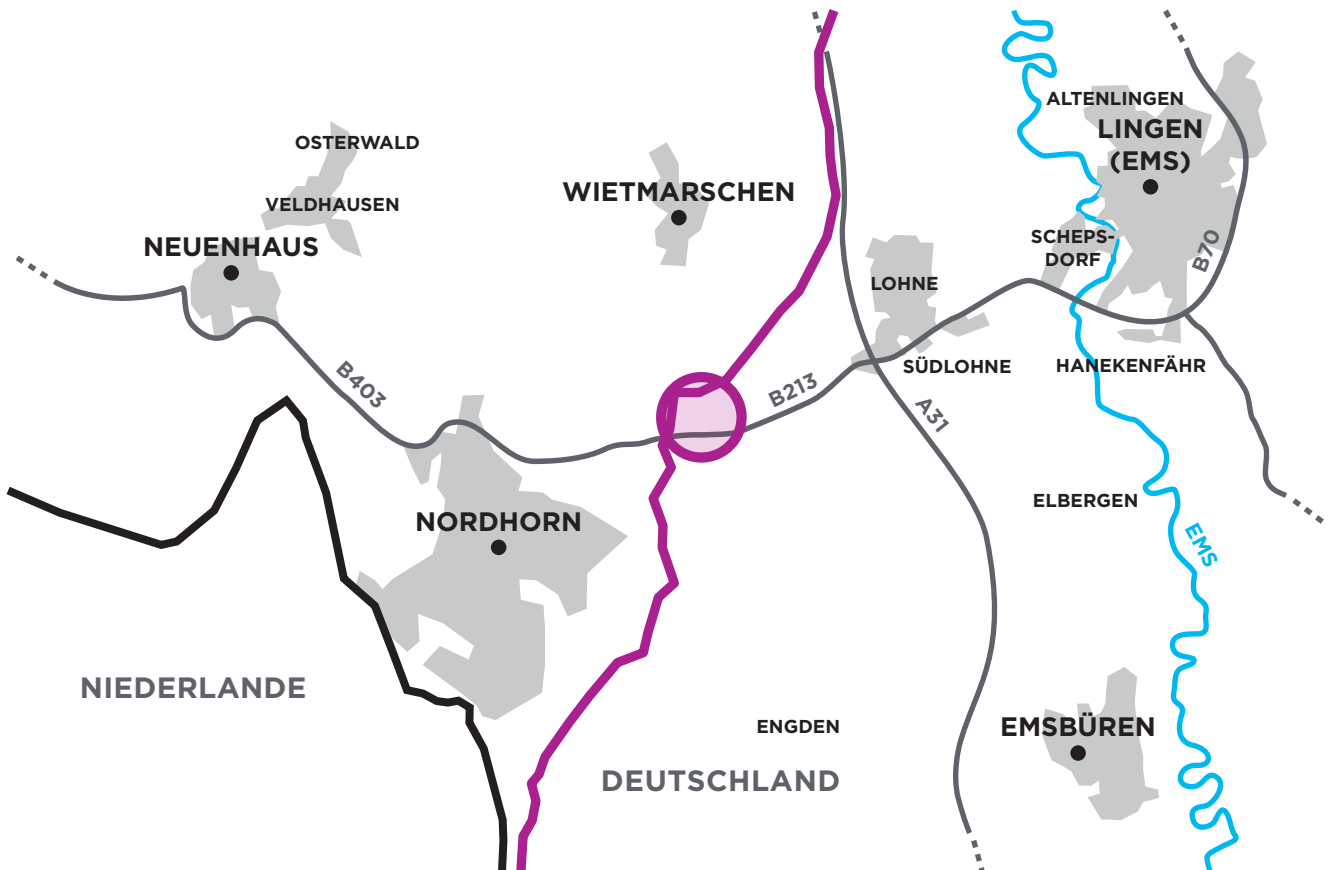 ALTENLINGEN
LINGEN
(EMS)
OSTERWALD
WIETMARSCHEN
VELDHAUSEN
NEUENHAUS
SCHEPS-
DORF
B70
LOHNE
SÜDLOHNE
HANEKENFÄHR
B403
B213
A31
ELBERGEN
NORDHORN
EMS
NIEDERLANDE
ENGDEN
EMSBÜREN
DEUTSCHLAND